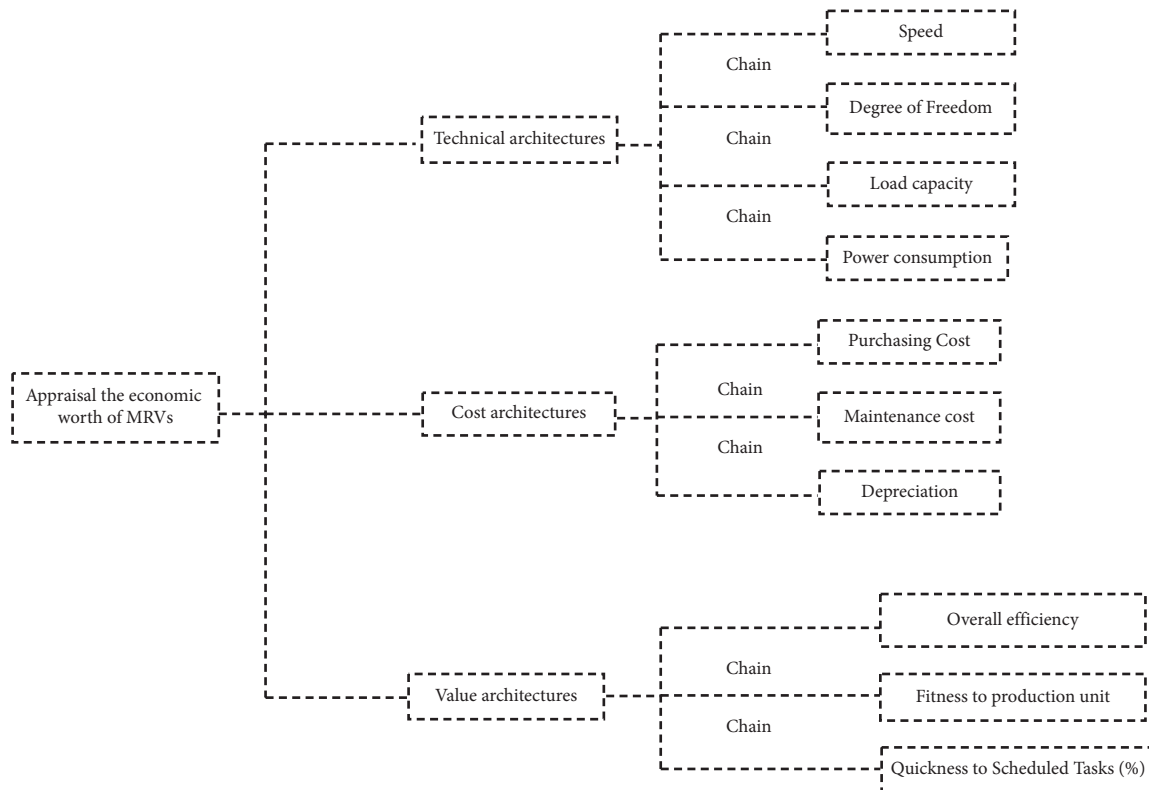 Speed
Chain
Degree of Freedom
Technical architectures
Chain
Load capacity
Chain
Power consumption
Purchasing Cost
Appraisal the economic
worth of MRVs
Chain
Cost architectures
Maintenance cost
Chain
Depreciation
Overall efficiency
Chain
Value architectures
Fitness to production unit
Chain
Quickness to Scheduled Tasks (%)